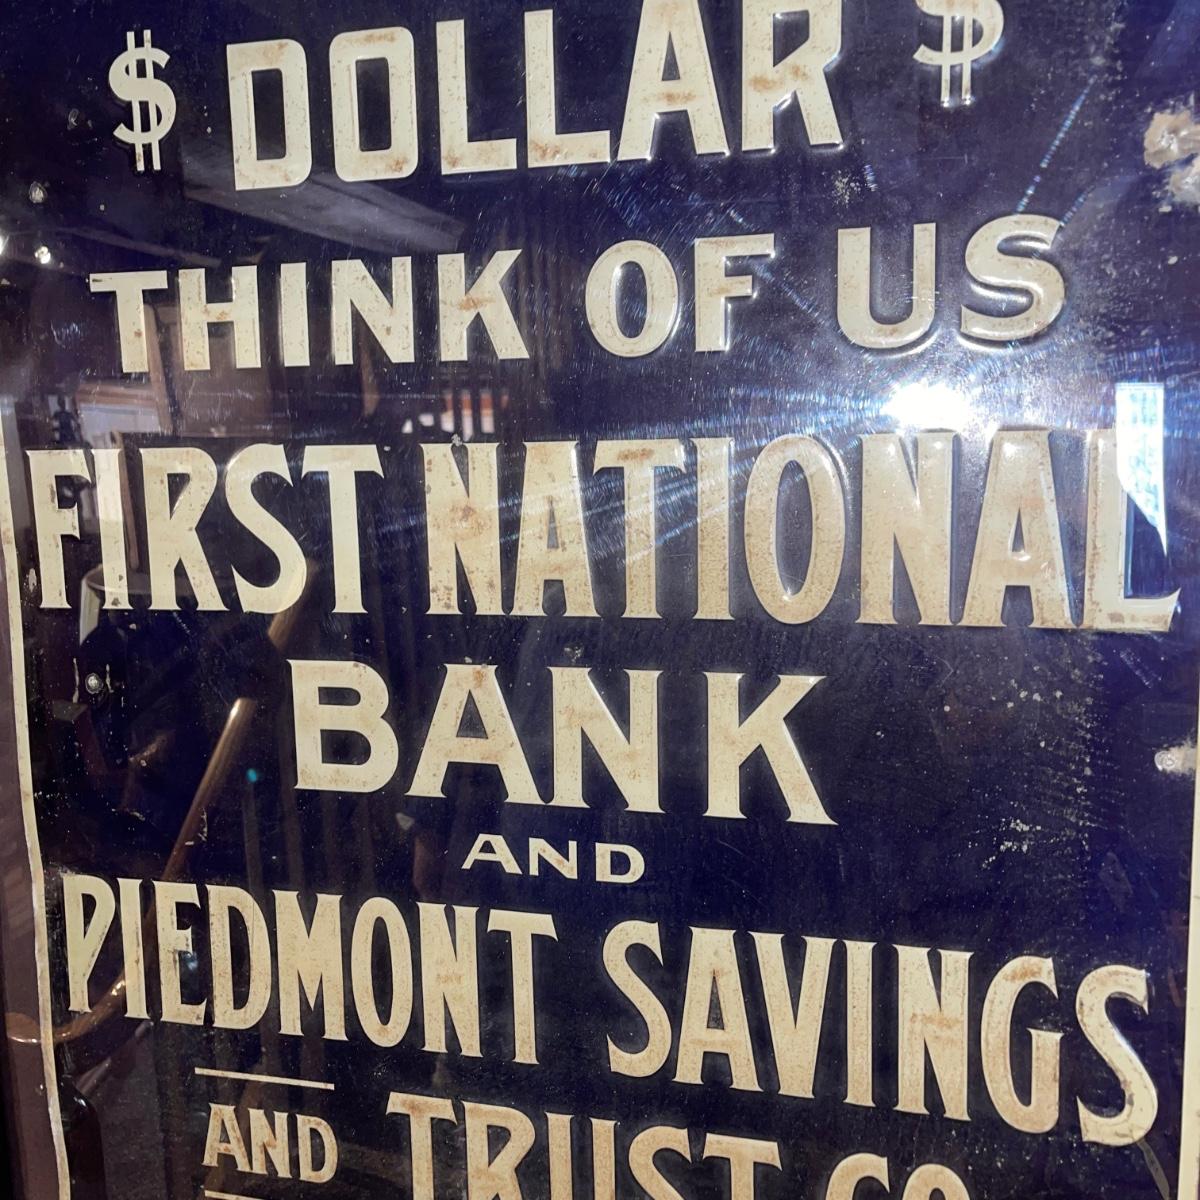 $ DOLLAR $
THINK OF US
FIRST NATIONAL
BANK
AND
PIEDMONT SAVINGS
AND TRUST CO